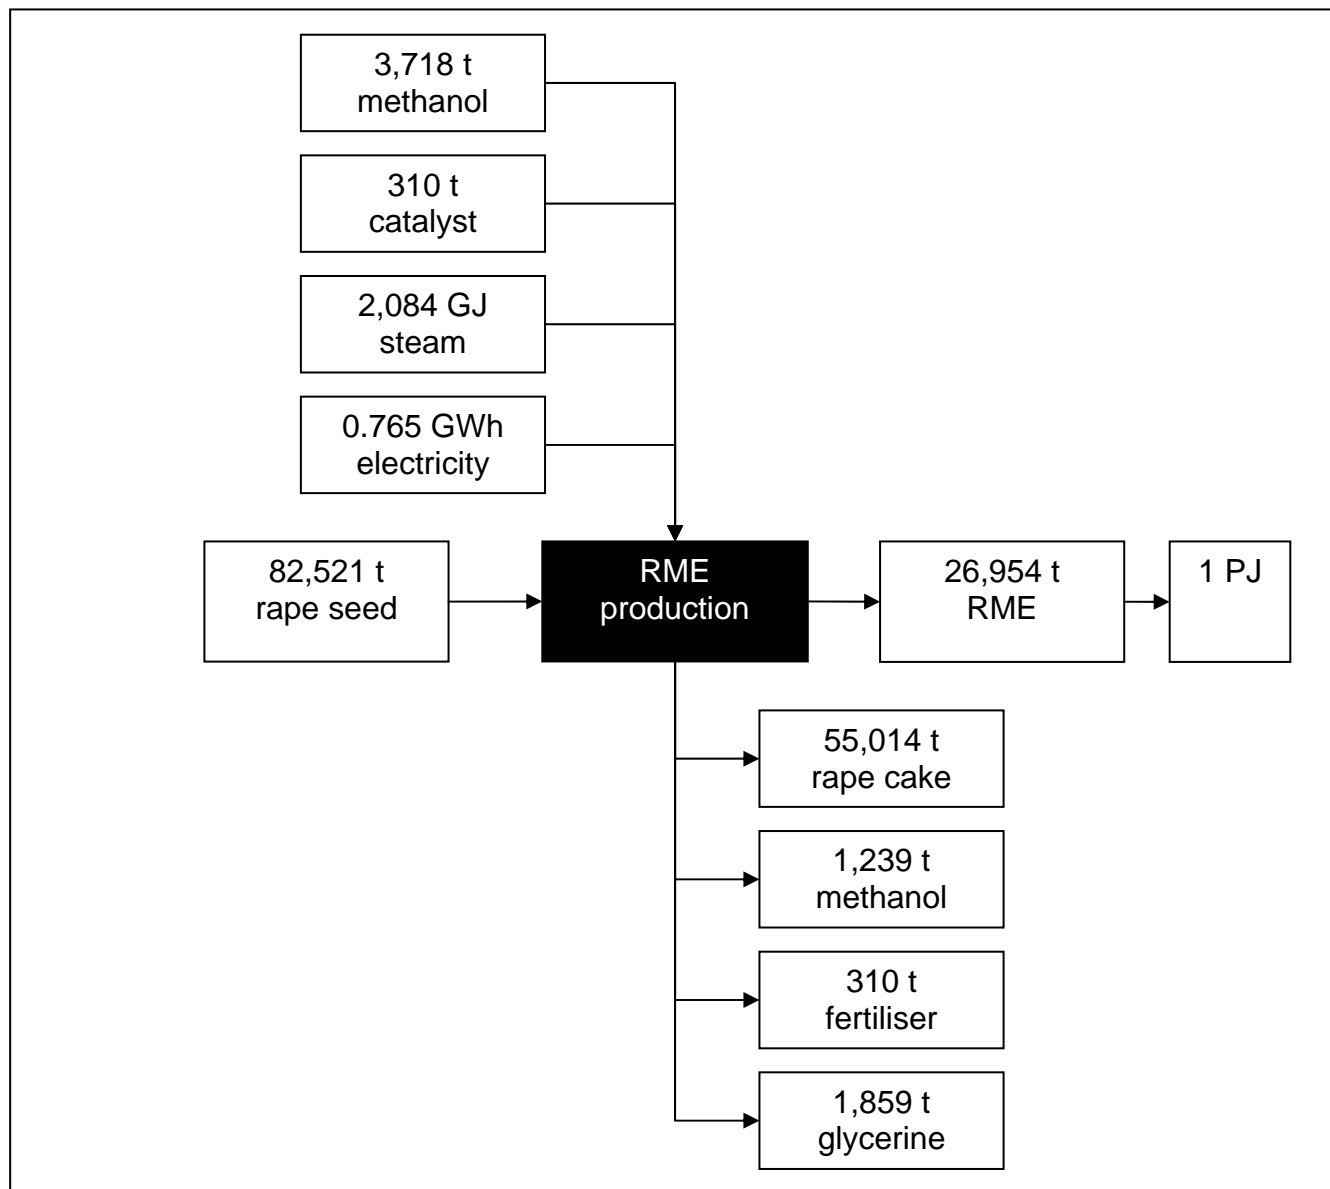 3,718 t
methanol
310 t
catalyst
2,084 GJ
steam
0.765 GWh
electricity
82,521 t
rape seed
RME
production
26,954 t
RME
1 PJ
55,014 t
rape cake
1,239 t
methanol
310 t
fertiliser
1,859 t
glycerine